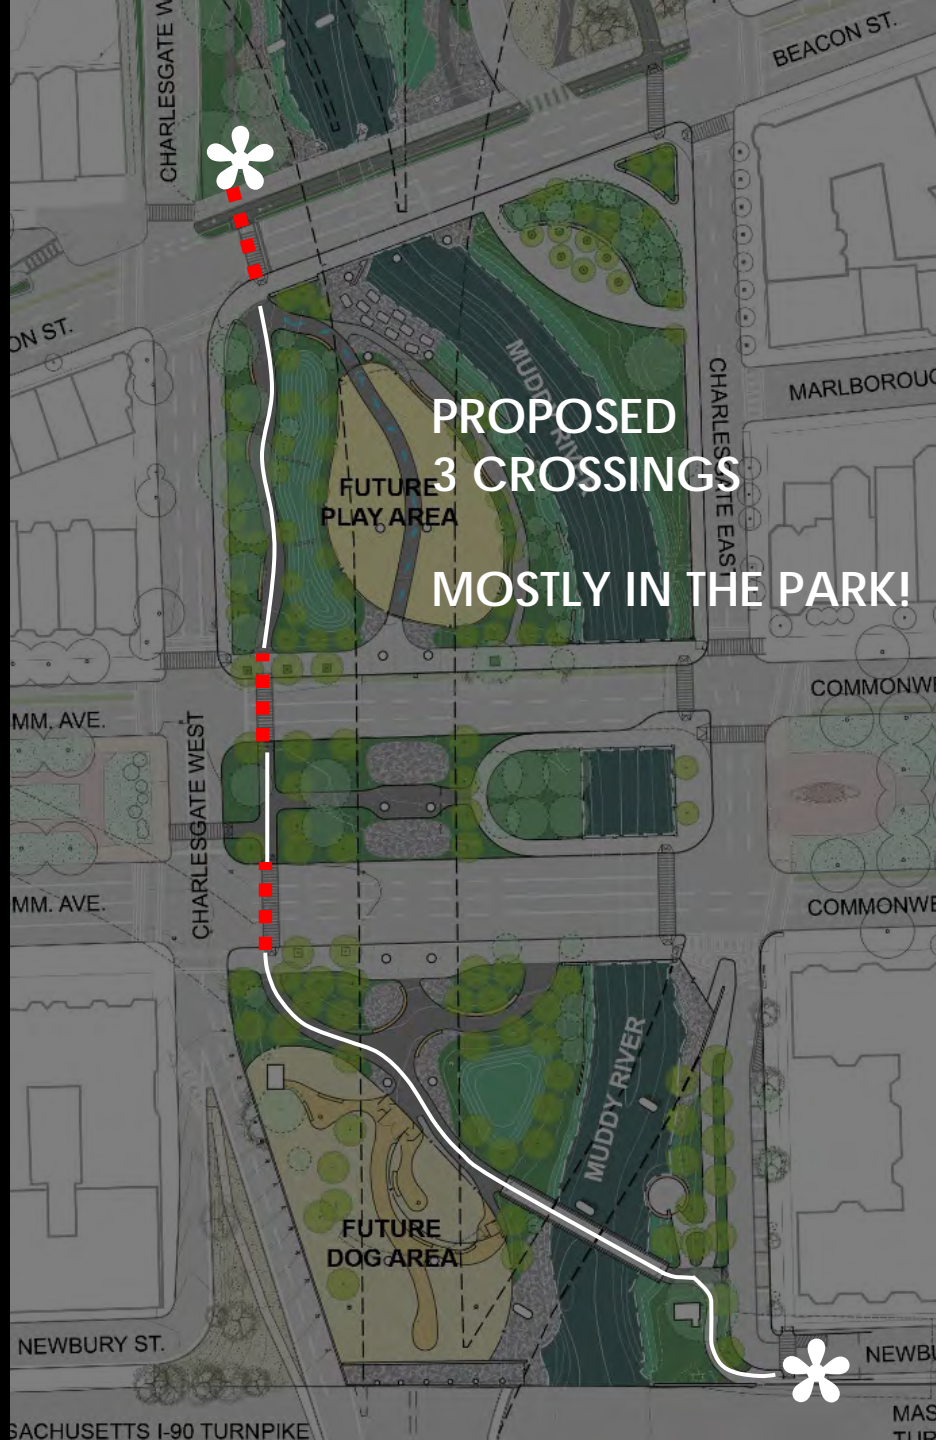 BEACON ST.
CHARLESGATE W
ON ST.
MUDDY RIVER
MARLBOROUG
CHARLESGATE EAST
PROPOSED
3 CROSSINGS
FUTURE
PLAY AREA
MOSTLY IN THE PARK!
COMMONWE
MM. AVE.
CHARLESGATE WEST
MM. AVE.
COMMONWE
MUDDY RIVER
FUTURE
DOG AREA
NEWBURY ST.
NEWBU
SACHUSETTS I-90 TURNPIKE
MAS
TUR